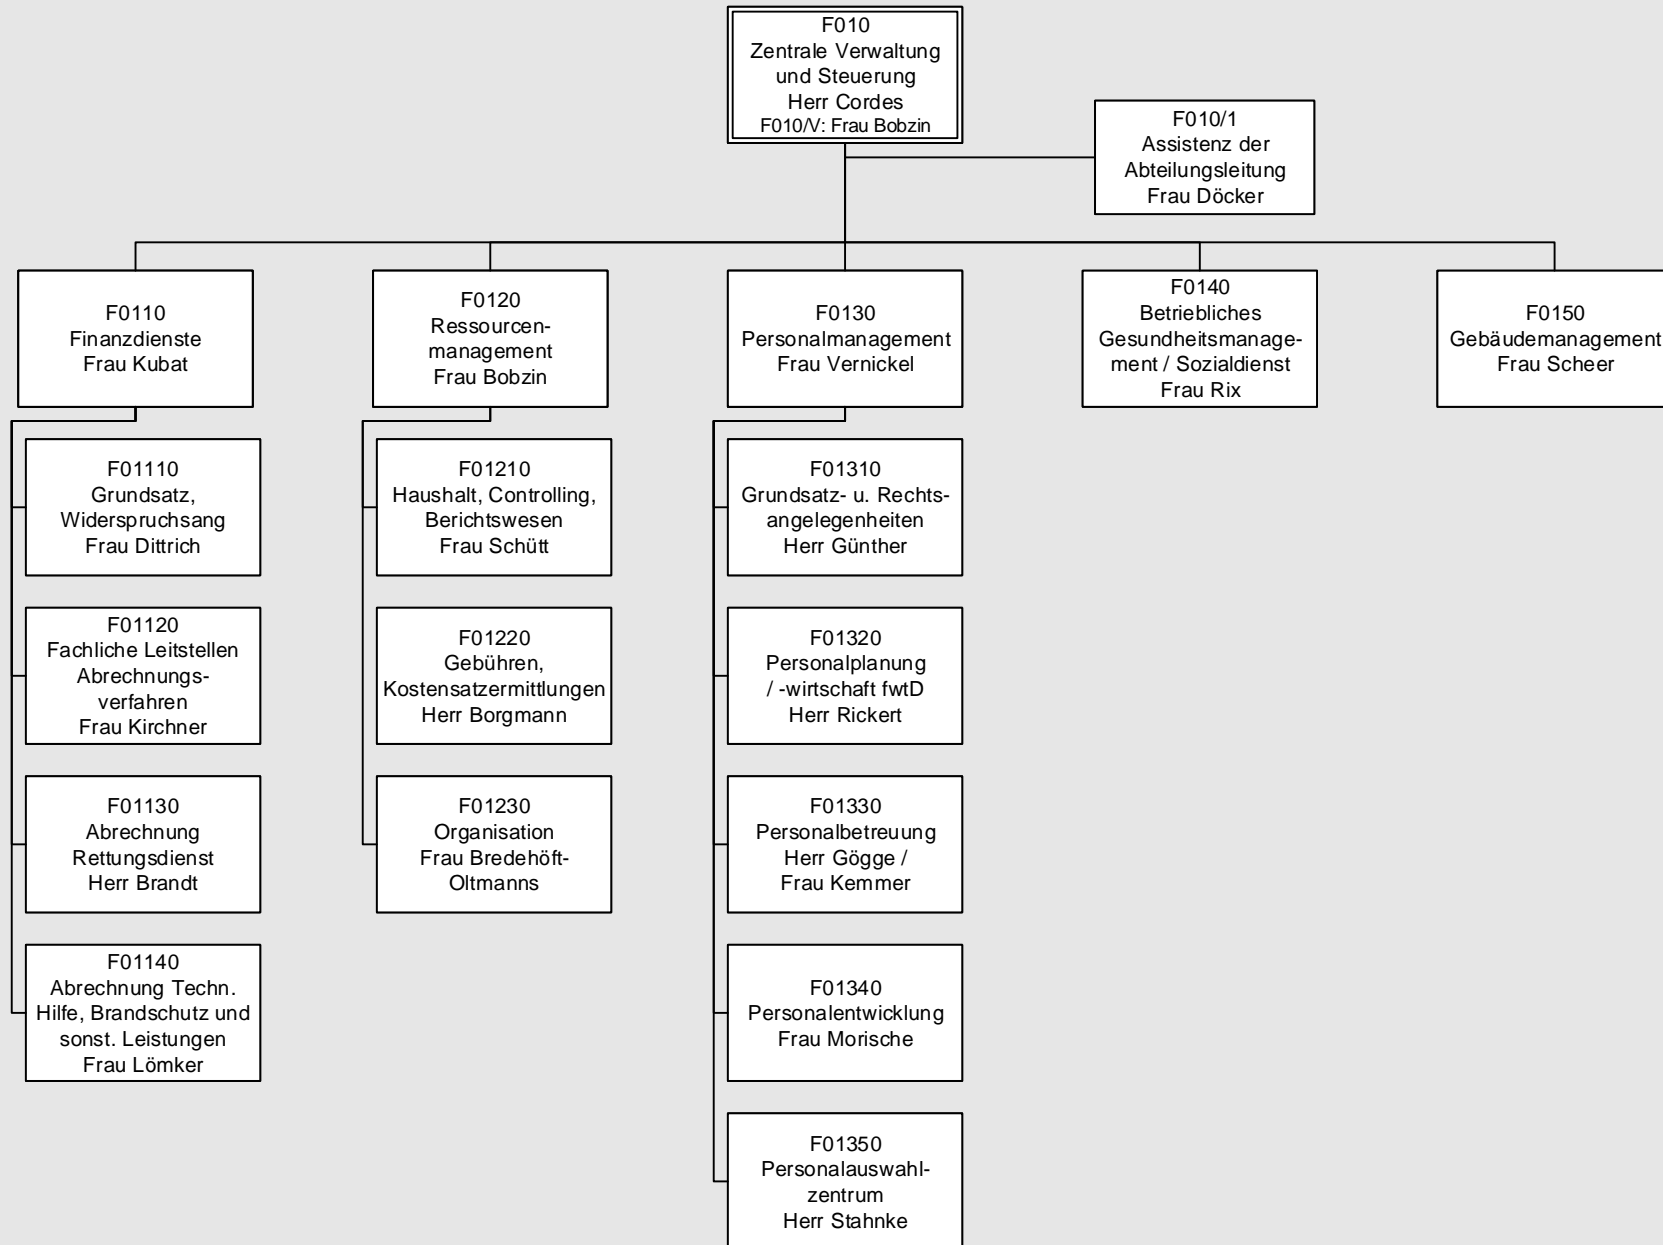 F010
Zentrale Verwaltung
und Steuerung
Herr Cordes
F010/V: Frau Bobzin
F010/1
Assistenz der
Abteilungsleitung
Frau Döcker
F0110
Finanzdienste
Frau Kubat
F0120
Ressourcen-
management
Frau Bobzin
F0130
Personalmanagement
Frau Vernickel
F0140
Betriebliches
Gesundheitsmanage-
ment / Sozialdienst
Frau Rix
F0150
Gebäudemanagement
Frau Scheer
F01110
Grundsatz,
Widerspruchsang
Frau Dittrich
F01120
Fachliche Leitstellen
Abrechnungs-
verfahren
Frau Kirchner
F01130
Abrechnung
Rettungsdienst
Herr Brandt
F01140
Abrechnung Techn.
Hilfe, Brandschutz und
sonst. Leistungen
Frau Lömker
F01210
Haushalt, Controlling,
Berichtswesen
Frau Schütt
F01220
Gebühren,
Kostensatzermittlungen
Herr Borgmann
F01230
Organisation
Frau Bredehöft-
Oltmanns
F01310
Grundsatz- u. Rechts-
angelegenheiten
Herr Günther
F01320
Personalplanung
/ -wirtschaft fwtD
Herr Rickert
F01330
Personalbetreuung
Herr Gögge /
Frau Kemmer
F01340
Personalentwicklung
Frau Morische
F01350
Personalauswahl-
zentrum
Herr Stahnke